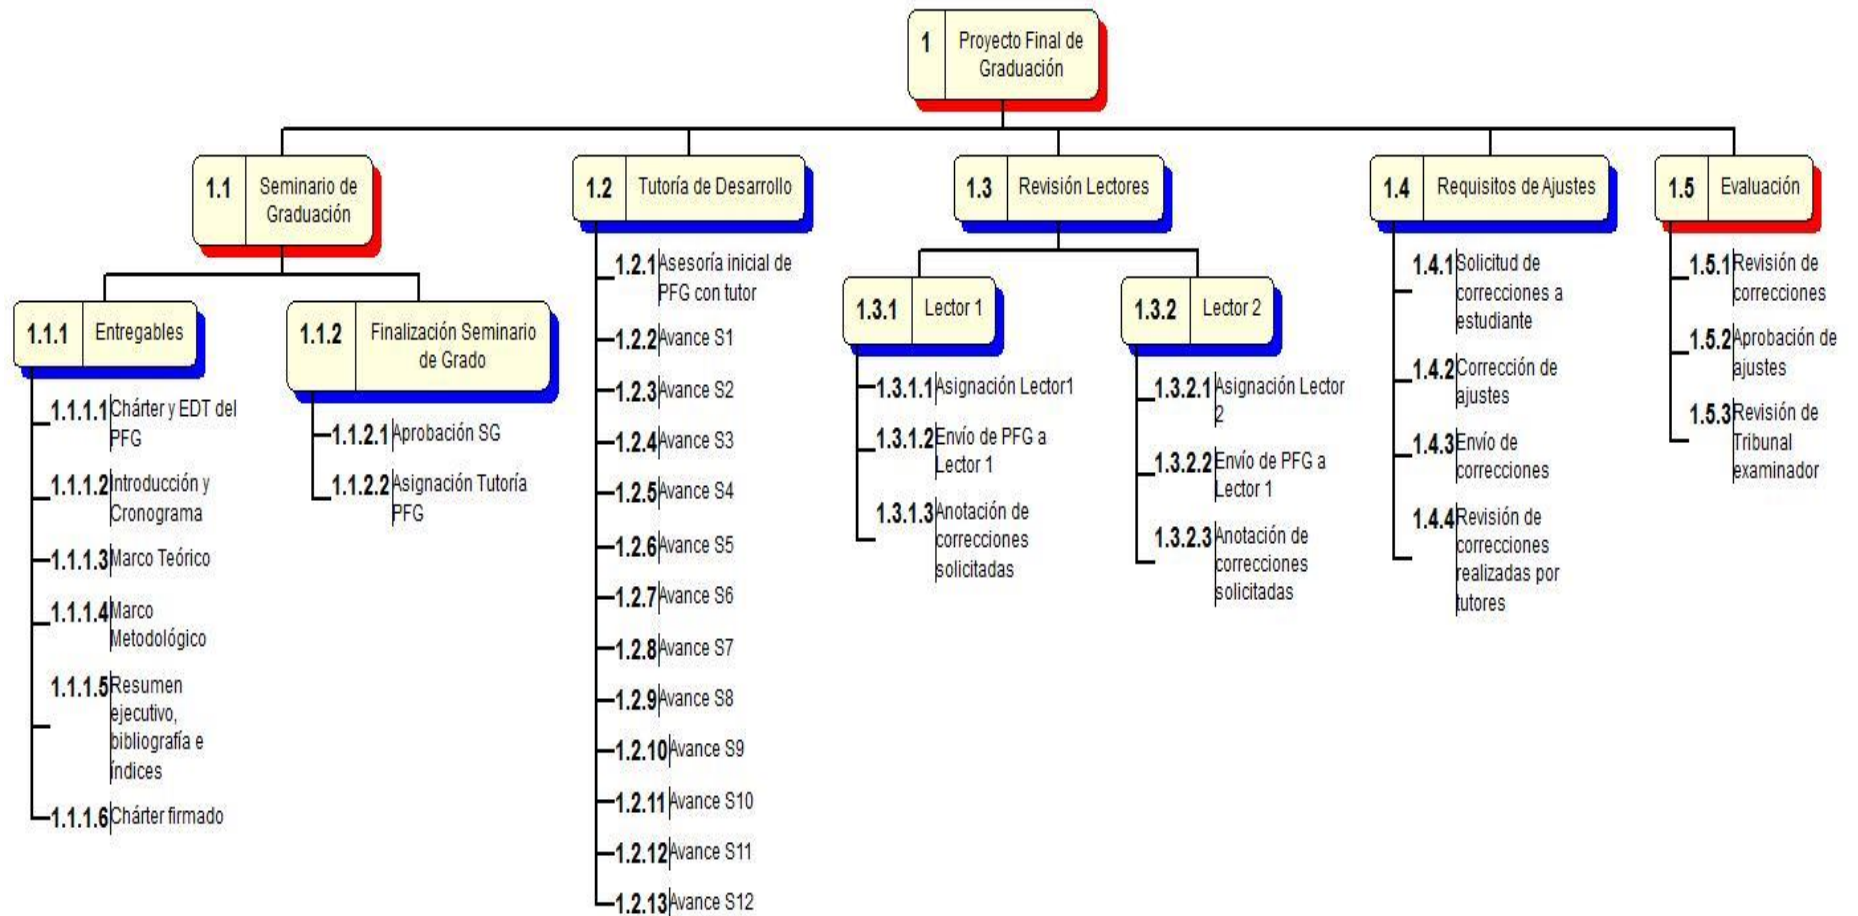 1 Proyecto Final de
Graduación
1.1 Seminario de
Graduación
1.1.1 Entregables
1.1.1.1 Chárter y EDT del
PFG
1.1.1.2 Introducción y
Cronograma
1.1.1.3 Marco Teórico
1.1.1.4 Marco
Metodológico
1.1.1.5 Resumen
ejecutivo,
bibliografía e
índices
1.1.1.6 Chárter firmado
1.1.2 Finalización Seminario
de Grado
1.1.2.1 Aprobación SG
1.1.2.2 Asignación Tutoría
PFG
1.2 Tutoría de Desarrollo
1.2.1 Asesoría inicial de
PFG con tutor
1.2.2 Avance S1
1.2.3 Avance S2
1.2.4 Avance S3
1.2.5 Avance S4
1.2.6 Avance S5
1.2.7 Avance S6
1.2.8 Avance S7
1.2.9 Avance S8
1.2.10 Avance S9
1.2.11 Avance S10
1.2.12 Avance S11
1.2.13 Avance S12
1.3 Revisión Lectores
1.3.1 Lector 1
1.3.1.1 Asignación Lector1
1.3.1.2 Envío de PFG a
Lector 1
1.3.1.3 Anotación de
correcciones
solicitadas
1.3.2 Lector 2
1.3.2.1 Asignación Lector
2
1.3.2.2 Envío de PFG a
Lector 1
1.3.2.3 Anotación de
correcciones
solicitadas
1.4 Requisitos de Ajustes
1.4.1 Solicitud de
correcciones a
estudiante
1.4.2 Corrección de
ajustes
1.4.3 Envío de
correcciones
1.4.4 Revisión de
correcciones
realizadas por
tutores
1.5 Evaluación
1.5.1 Revisión de
correcciones
1.5.2 Aprobación de
ajustes
1.5.3 Revisión de
Tribunal
examinador